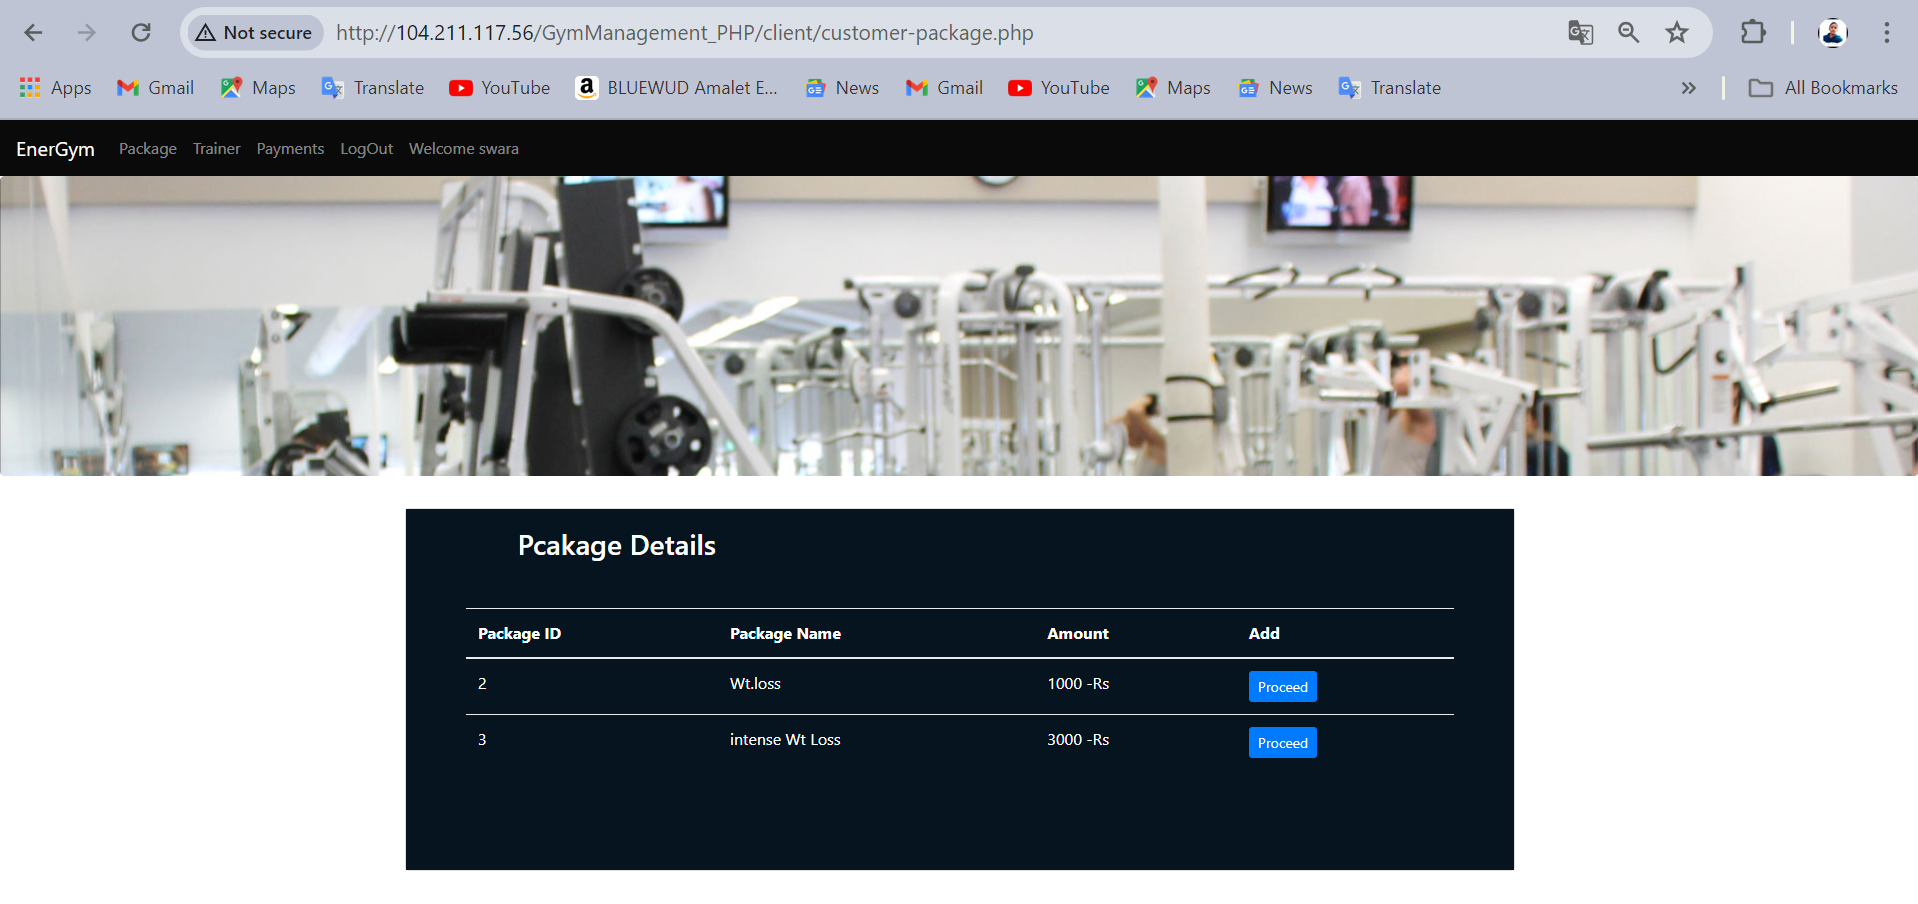 Not secure http://104.211.117.56/GymManagement_PHP/client/customer-package.php
Apps Gmail Maps Translate YouTube BLUEWUD Amalet E... News Gmail YouTube Maps News Translate » All Bookmarks
EnerGym Package Trainer Payments LogOut Welcome swara
Pcakage Details
Package ID Package Name Amount Add
2 Wt.loss 1000 -Rs Proceed
3 intense Wt Loss 3000 -Rs Proceed